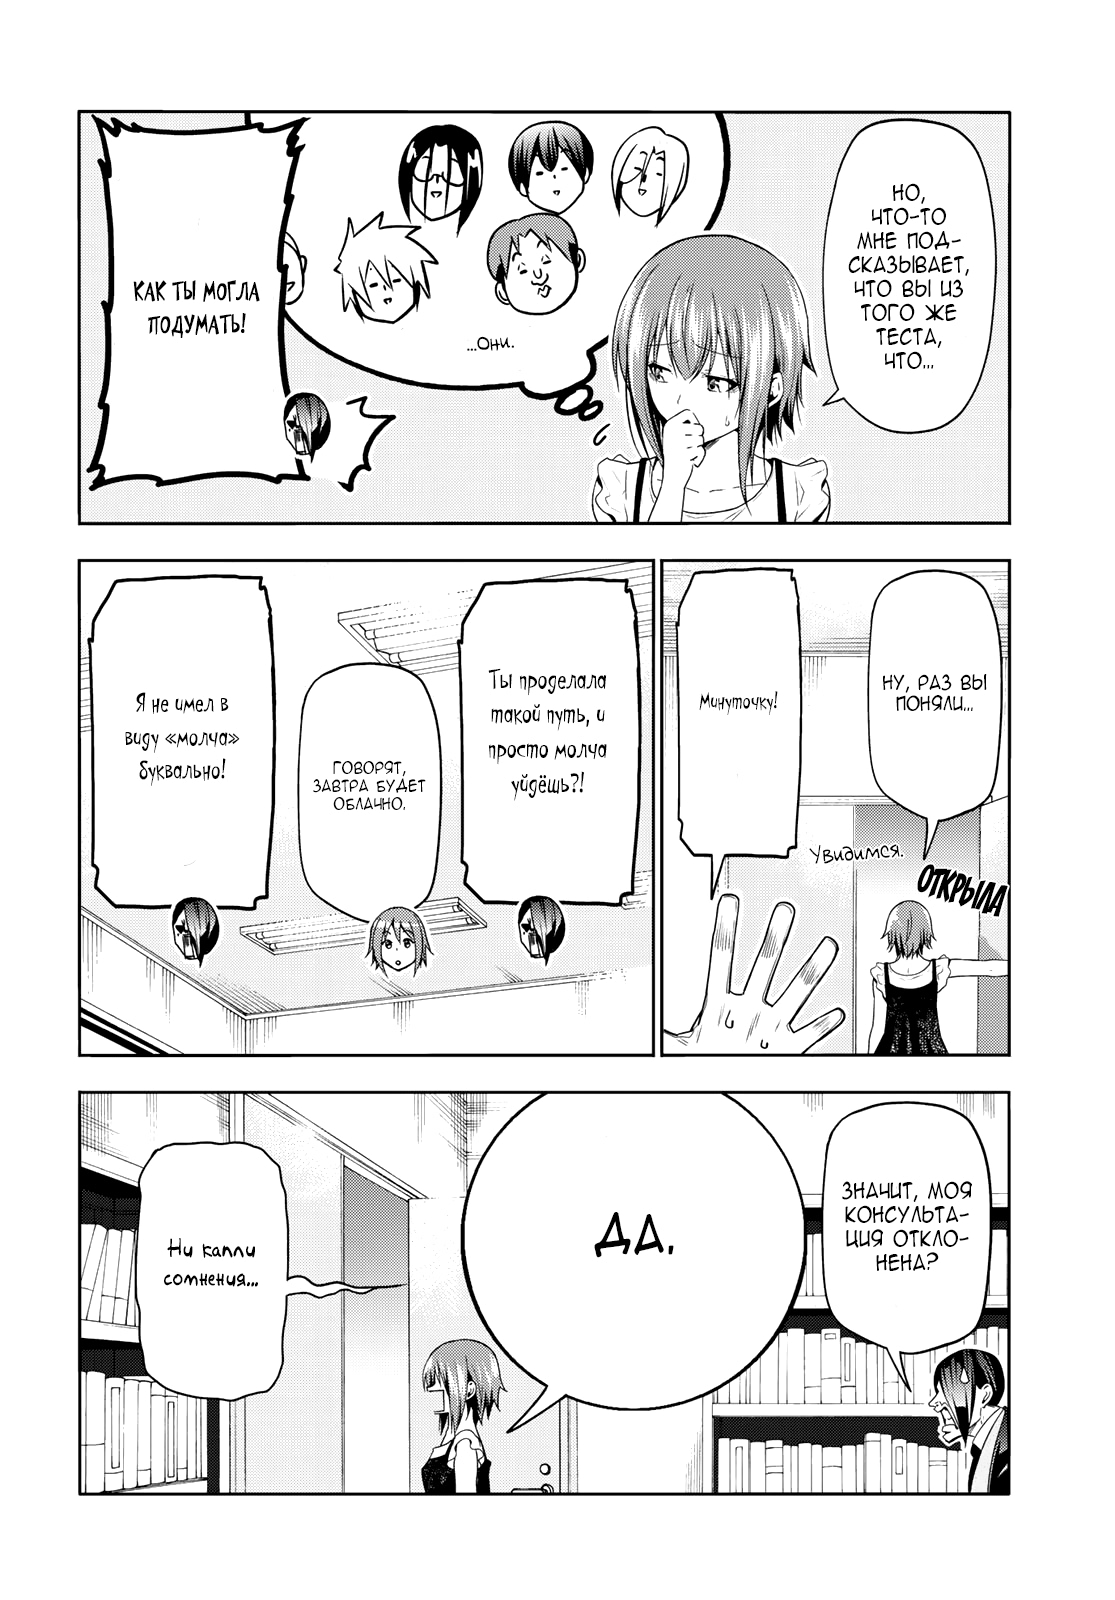 НО,
ЧТО-ТО
МНЕ ПОД-
СКАЗЫВАЕТ,
ЧТО ВЫ ИЗ
ТОГО ЖЕ
ТЕСТА,
ЧТО...
...ОНИ.
КАК ТЫ МОГЛА
ПОДУМАТЬ!
НУ, РАЗ ВЫ
ПОНЯЛИ...
Увидимся.
ОТКРЫЛА
Минуточку!
Ты проделала
такой путь, и
просто молча
уйдёшь?!
ГОВОРЯТ,
ЗАВТРА БУДЕТ
ОБЛАЧНО.
Я не имел в
виду «молча»
буквально!
ЗНАЧИТ, МОЯ
КОНСУЛЬТА-
ЦИЯ ОТКЛО-
НЕНА?
ДА.
Ни капли
сомнения...